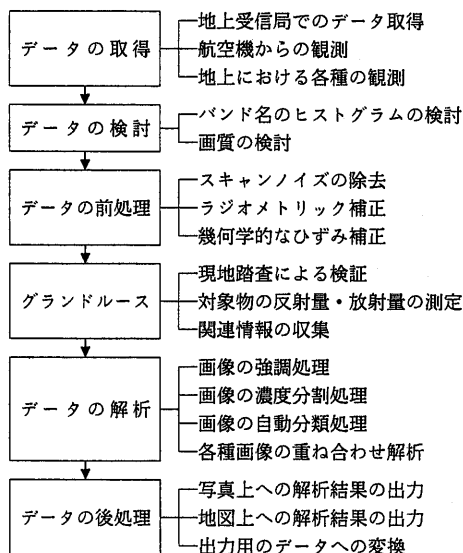 データの取得
地上受信局でのデータ取得
航空機からの観測
地上における各種の観測
データの検討
バンド名のヒストグラムの検討
画質の検討
データの前処理
スキャンノイズの除去
ラジオメトリック補正
幾何学的なひずみ補正
グランドルース
現地踏査による検証
対象物の反射量・放射量の測定
関連情報の収集
データの解析
画像の強調処理
画像の濃度分割処理
画像の自動分類処理
各種画像の重ね合わせ解析
データの後処理
写真上への解析結果の出力
地図上への解析結果の出力
出力用のデータへの変換